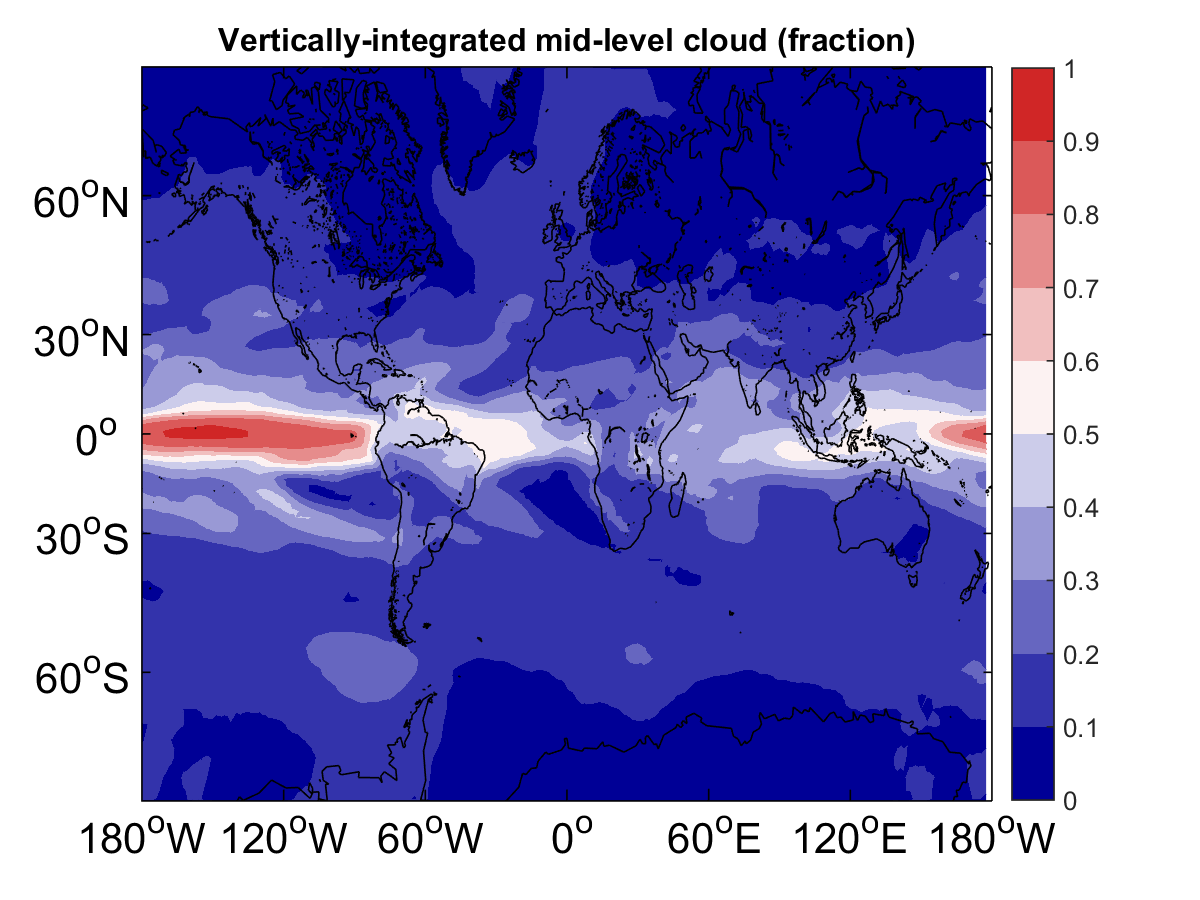 Vertically-integrated mid-level cloud (fraction)
1
0.9
0.8
0.7
0.6
0.5
0.4
0.3
0.2
0.1
0
60°N
30°N
0°
30°S
60°S
180°W 120°W 60°W 0° 60°E 120°E 180°W